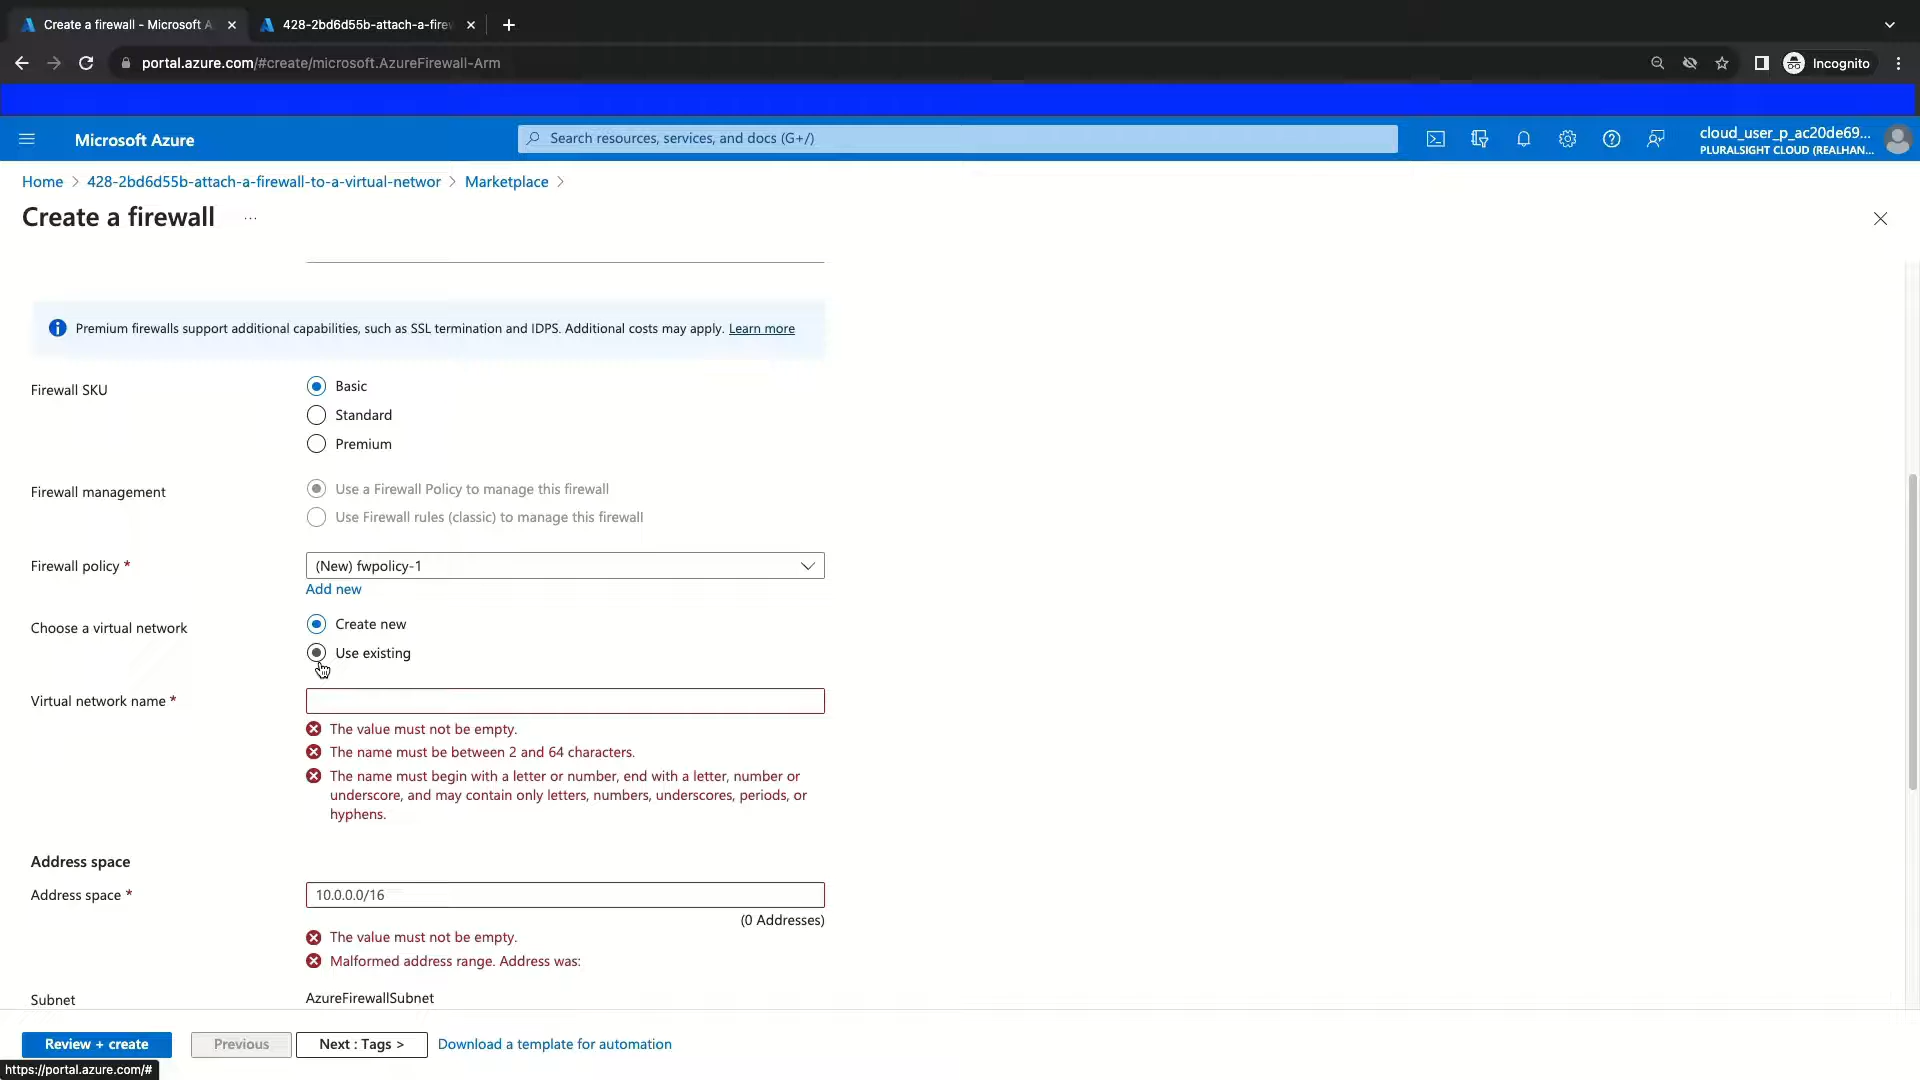 Create a firewall - Microsoft A
428-2bd6d55b-attach-a-firew
portal.azure.com/#create/microsoft.AzureFirewall-Arm
Incognito
Microsoft Azure
Search resources, services, and docs (G+/)
cloud_user_p_ac20de69...
PLURALSIGHT CLOUD (REALHAN...
Home > 428-2bd6d55b-attach-a-firewall-to-a-virtual-networ > Marketplace >
Create a firewall ...
Premium firewalls support additional capabilities, such as SSL termination and IDPS. Additional costs may apply. Learn more
Firewall SKU
Basic
Standard
Premium
Firewall management
Use a Firewall Policy to manage this firewall
Use Firewall rules (classic) to manage this firewall
Firewall policy *
(New) fwpolicy-1
Add new
Choose a virtual network
Create new
Use existing
Virtual network name *
The value must not be empty.
The name must be between 2 and 64 characters.
The name must begin with a letter or number, end with a letter, number or
underscore, and may contain only letters, numbers, underscores, periods, or
hyphens.
Address space
Address space *
10.0.0.0/16
(0 Addresses)
The value must not be empty.
Malformed address range. Address was:
Subnet
AzureFirewallSubnet
Review + create
Previous
Next : Tags >
Download a template for automation
https://portal.azure.com/#